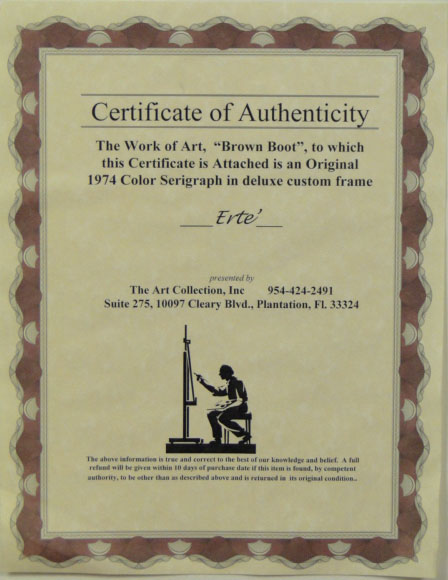 Certificate of Authenticity
The Work of Art, “Brown Boot”, to which
this Certificate is Attached is an Original
1974 Color Serigraph in deluxe custom frame
Erte’
presented by
The Art Collection, Inc 954-424-2491
Suite 275, 10097 Cleary Blvd., Plantation, Fl. 33324
The above information is true and correct to the best of our knowledge and belief. A full
refund will be given within 10 days of purchase date if this item is found, by competent
authority, to be other than as described above and is returned in its original condition..